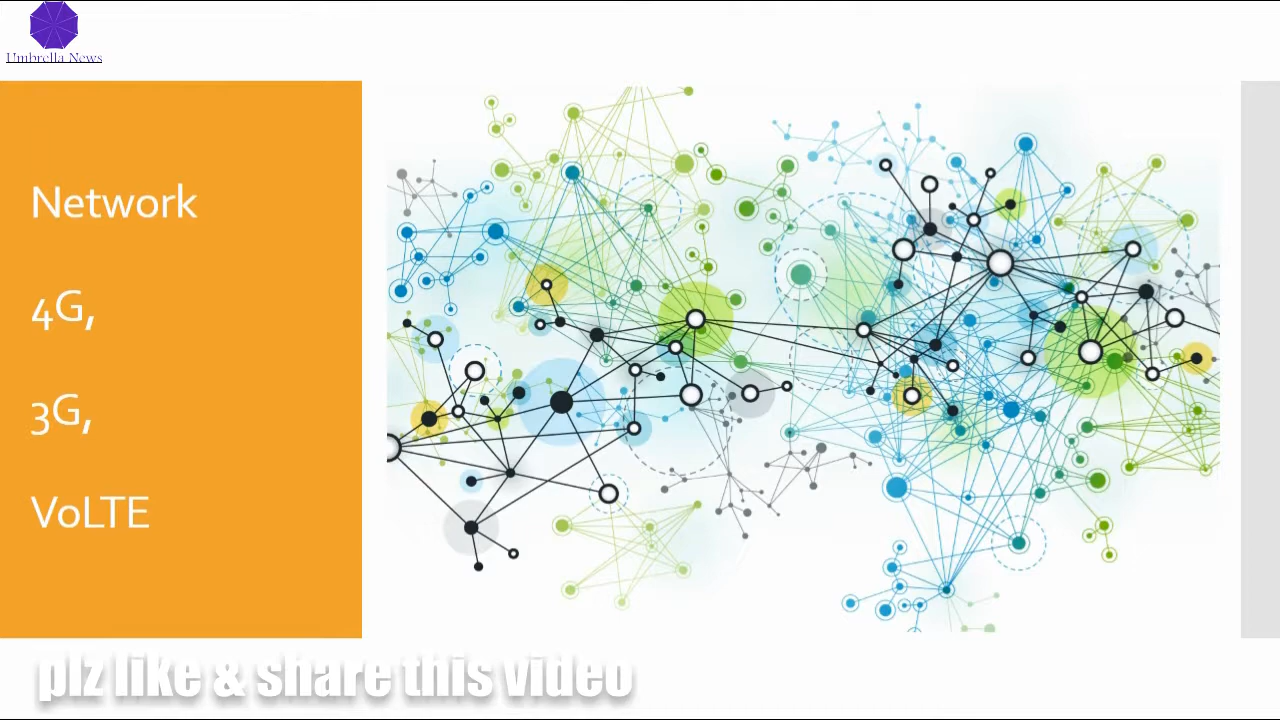 Umbrella News
Network
4G,
3G,
VoLTE
plz like & share this video